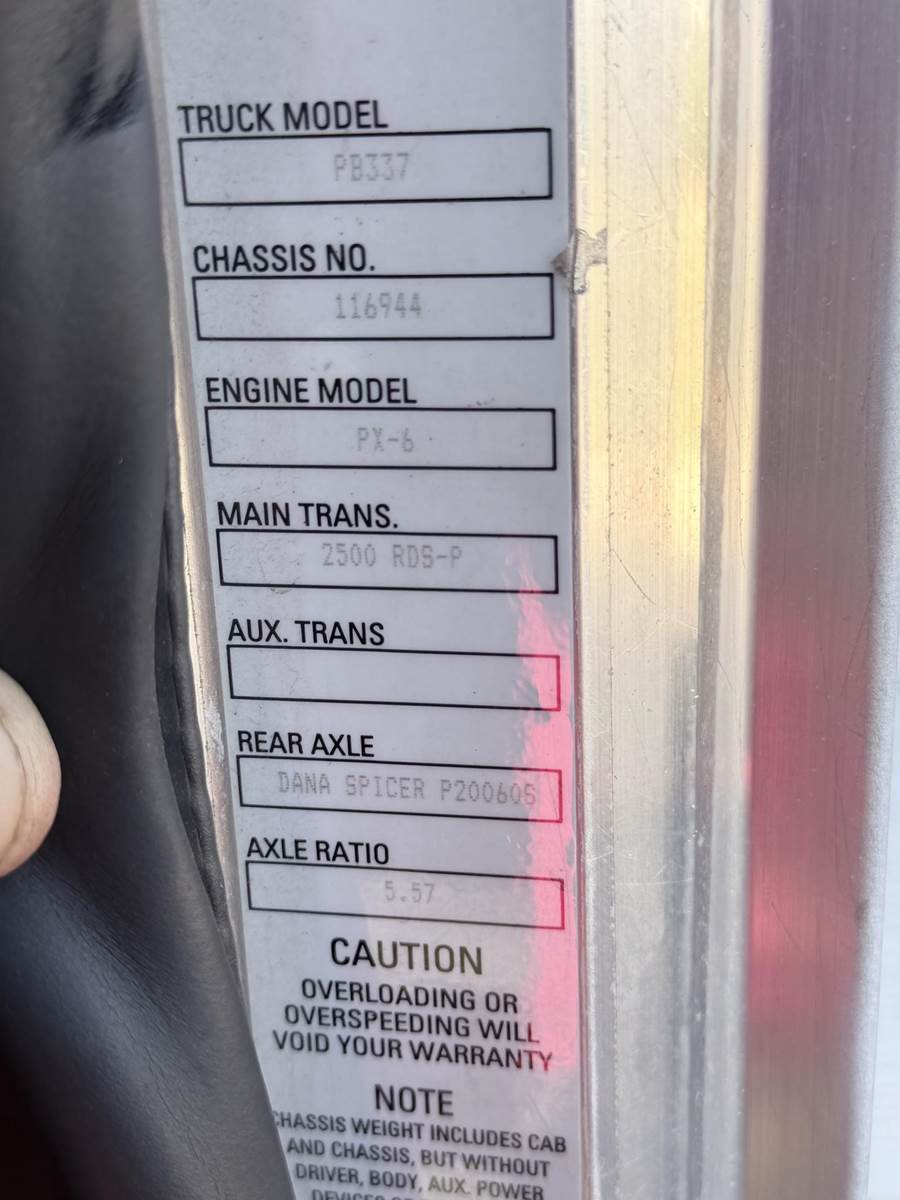 TRUCK MODEL
PB337
CHASSIS NO.
116944
ENGINE MODEL
PX-6
MAIN TRANS.
2500 RDS-P
AUX. TRANS
REAR AXLE
DANA SPICER P20060S
AXLE RATIO
5.57
CAUTION
OVERLOADING OR
OVERSPEEDING WILL
VOID YOUR WARRANTY
NOTE
CHASSIS WEIGHT INCLUDES CAB
AND CHASSIS, BUT WITHOUT
DRIVER, BODY, AUX. POWER